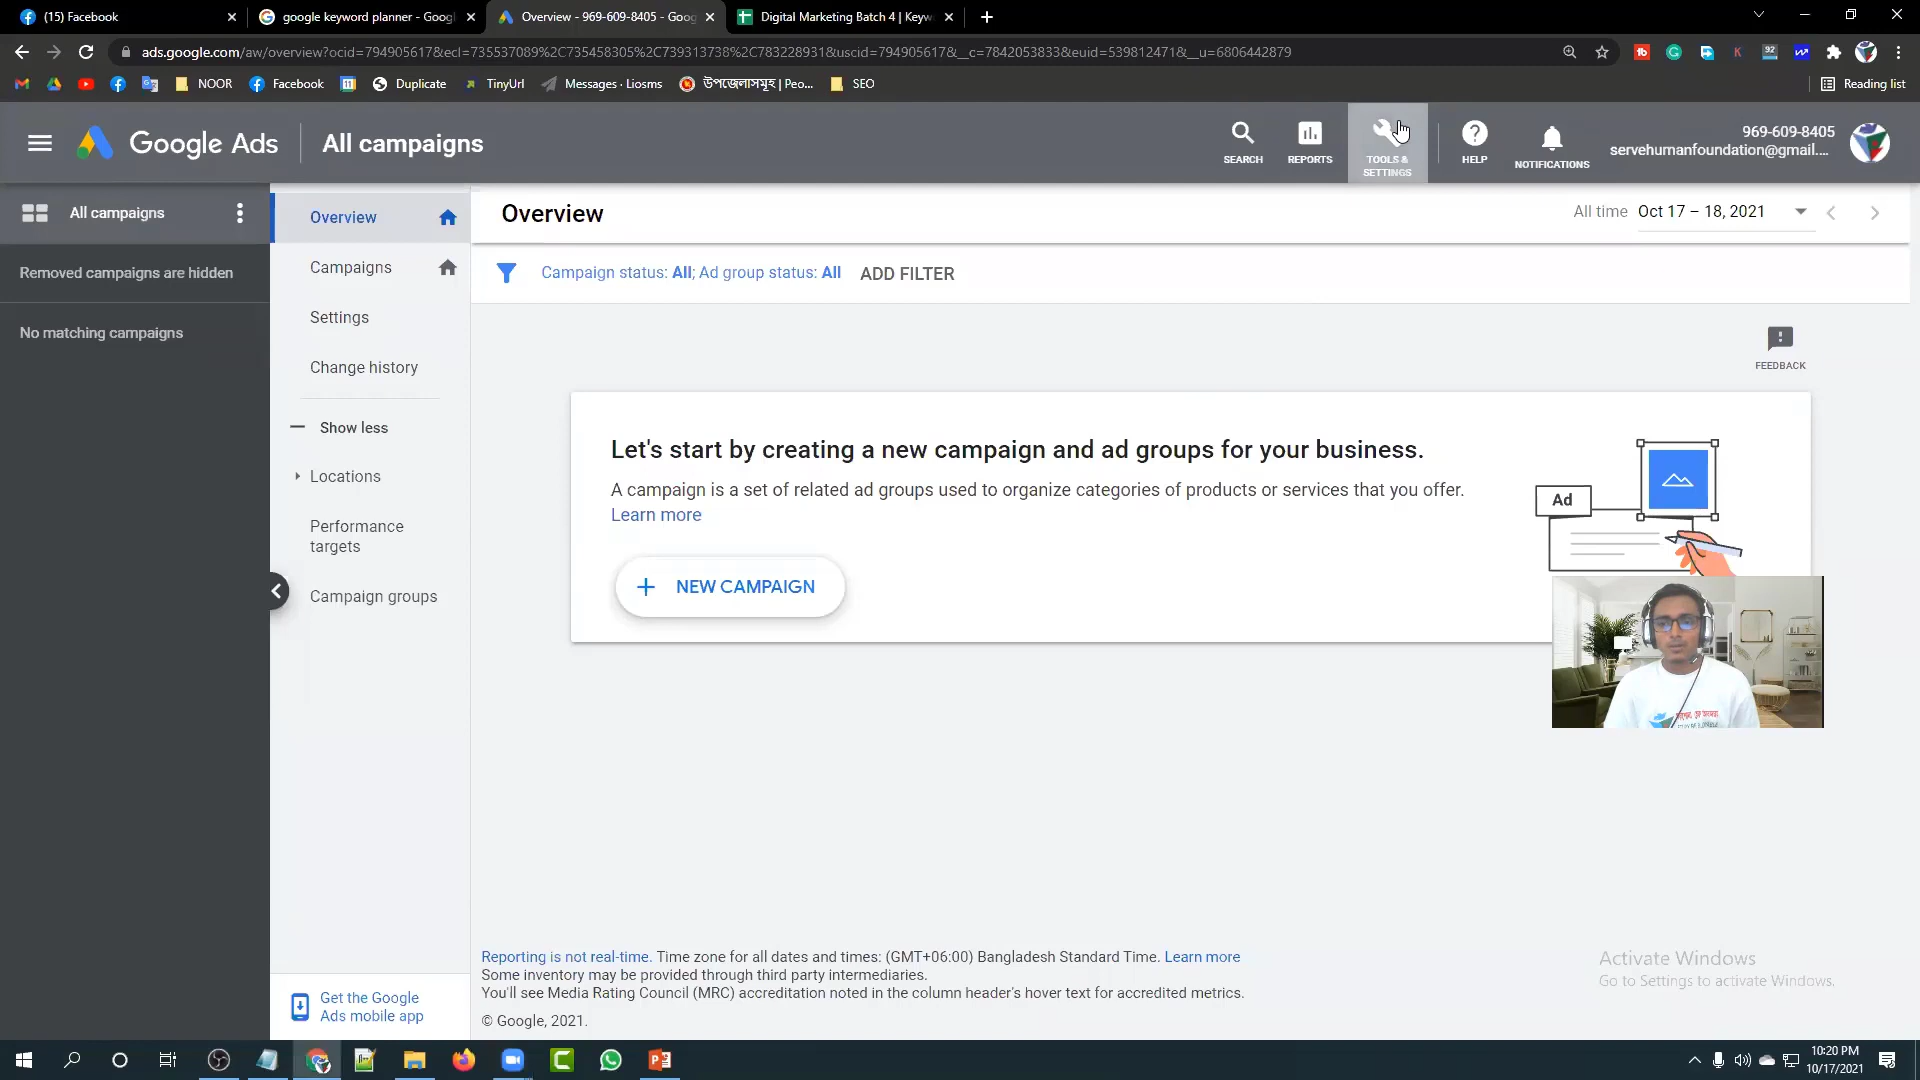 (15) Facebook
google keyword planner - Googl
Overview - 969-609-8405 - Goog
Digital Marketing Batch 4 | Keyw
ads.google.com/aw/overview?ocid=794905617&ecl=735537089%2C735458305%2C739313738%2C783228931&uscid=794905617&__c=7842053833&euid=539812471&__u=6806442879
NOOR
Facebook
Duplicate
TinyUrl
Messages · Liosms
উপজেলাসমূহ | Peo...
SEO
Reading list
Google Ads
All campaigns
SEARCH
REPORTS
TOOLS &
SETTINGS
HELP
NOTIFICATIONS
969-609-8405
servehumanfoundation@gmail....
All campaigns
Removed campaigns are hidden
No matching campaigns
Overview
Campaigns
Settings
Change history
Show less
Locations
Performance
targets
Campaign groups
Get the Google
Ads mobile app
Overview
All time Oct 17 – 18, 2021
Campaign status: All; Ad group status: All ADD FILTER
FEEDBACK
Let's start by creating a new campaign and ad groups for your business.
A campaign is a set of related ad groups used to organize categories of products or services that you offer.
Learn more
NEW CAMPAIGN
Ad
Reporting is not real-time. Time zone for all dates and times: (GMT+06:00) Bangladesh Standard Time. Learn more
Some inventory may be provided through third party intermediaries.
You'll see Media Rating Council (MRC) accreditation noted in the column header's hover text for accredited metrics.
© Google, 2021.
Activate Windows
Go to Settings to activate Windows.
10:20 PM
10/17/2021